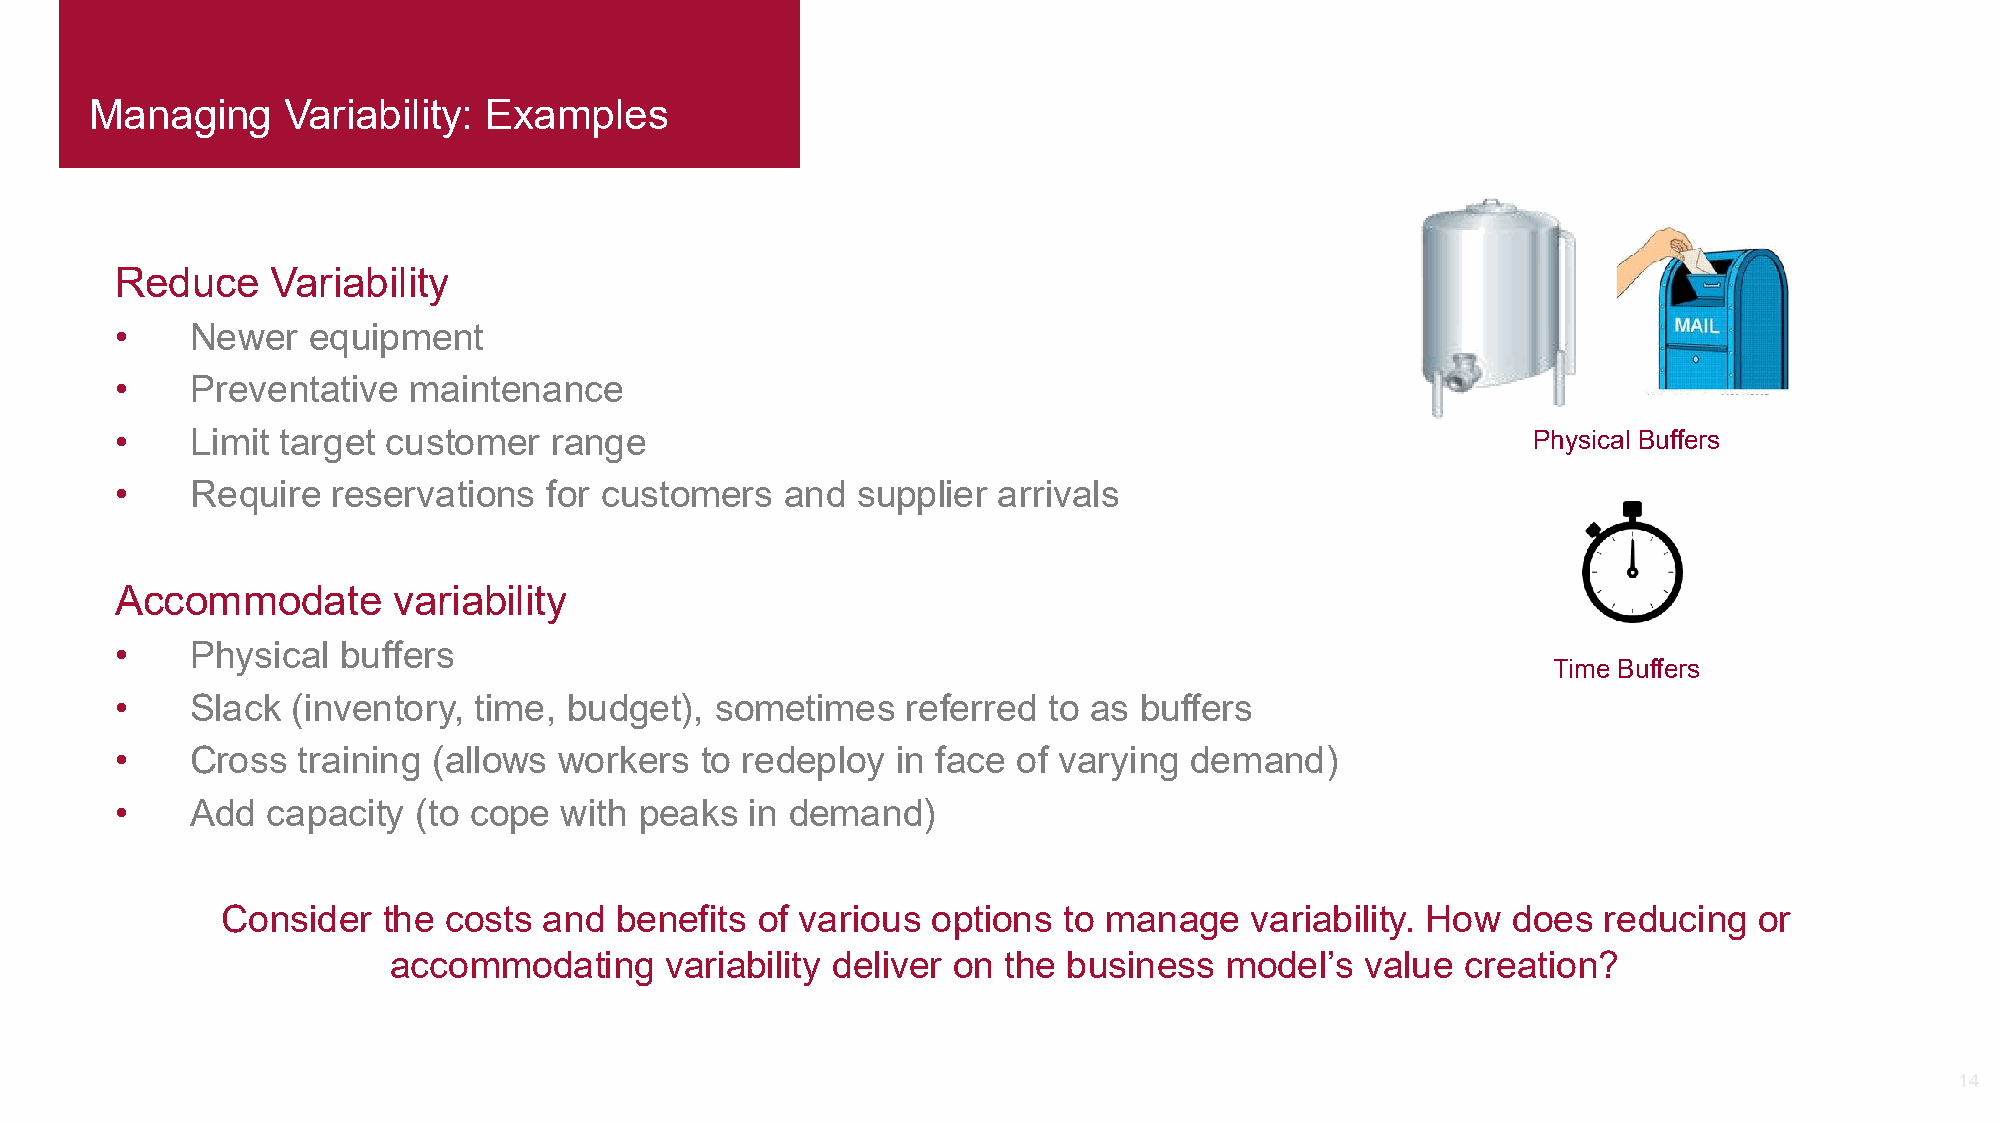 Managing Variability: Examples
Reduce Variability
• Newer equipment
• Preventative maintenance
• Limit target customer range
• Require reservations for customers and supplier arrivals
MAIL
Physical Buffers
Accommodate variability
• Physical buffers
• Slack (inventory, time, budget), sometimes referred to as buffers
• Cross training (allows workers to redeploy in face of varying demand)
• Add capacity (to cope with peaks in demand)
Time Buffers
Consider the costs and benefits of various options to manage variability. How does reducing or
accommodating variability deliver on the business model’s value creation?
14